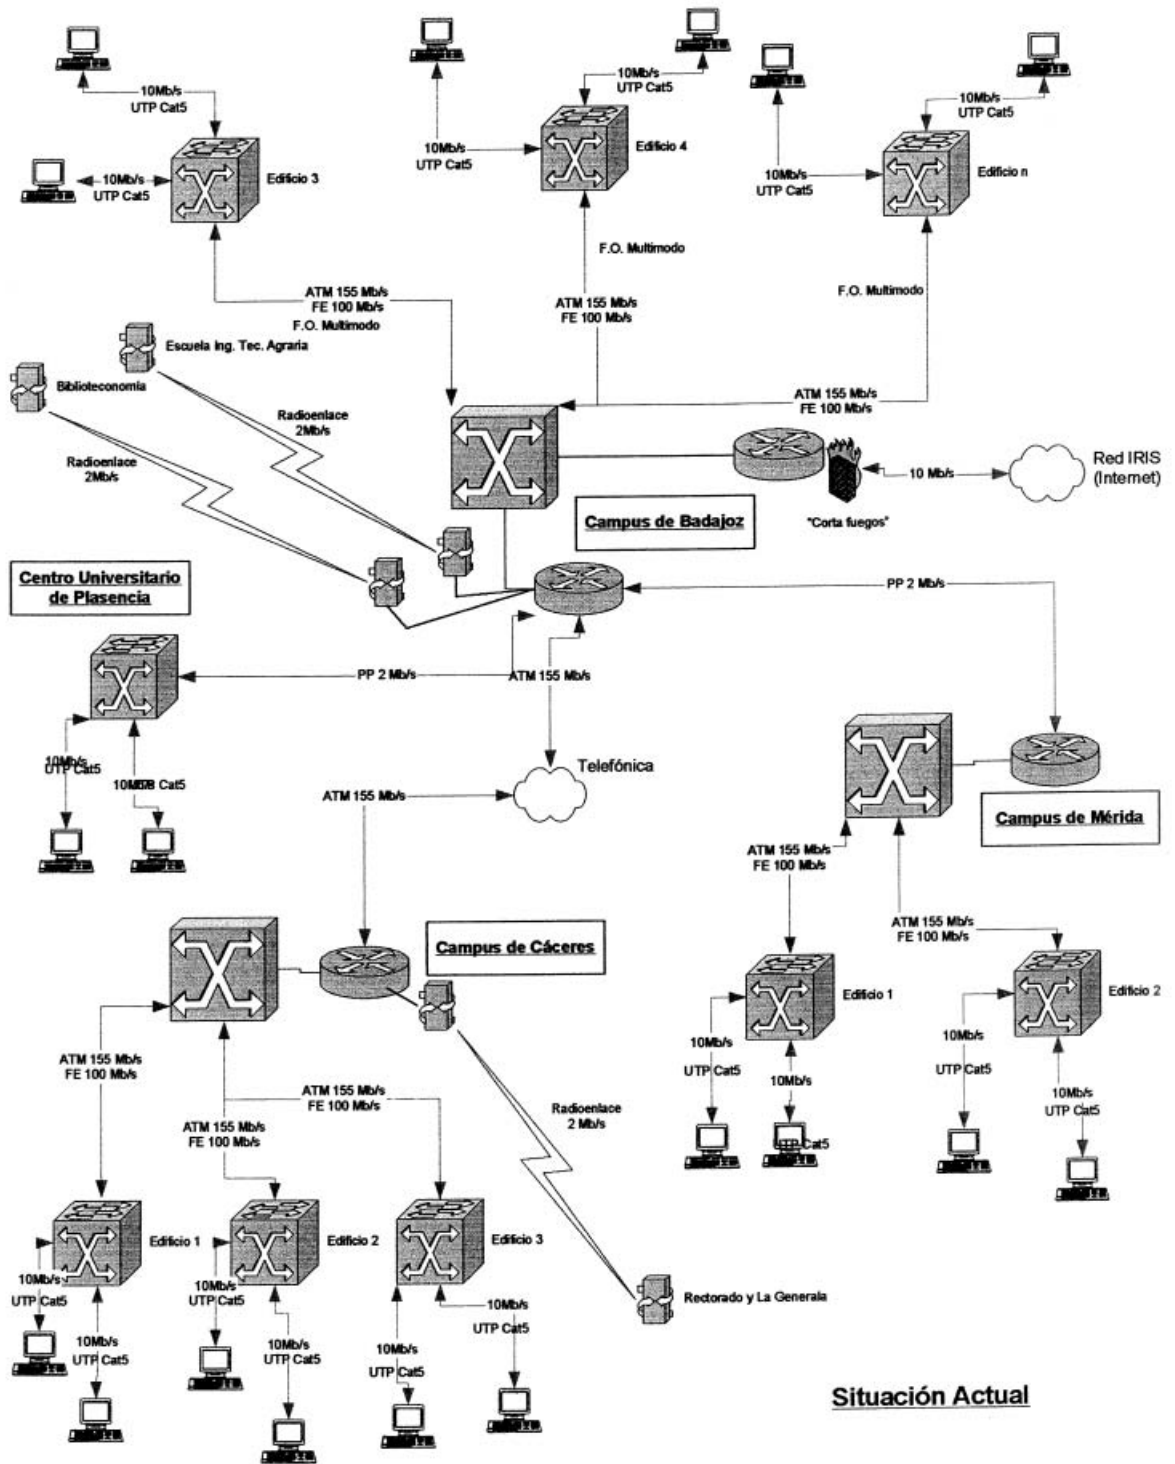 10Mb/s
UTP Cat5
10Mb/s
UTP Cat5
Edificio 3
10Mb/s
UTP Cat5
10Mb/s
UTP Cat5
Edificio 4
10Mb/s
UTP Cat5
10Mb/s
UTP Cat5
Edificio n
F.O. Multimodo
F.O. Multimodo
ATM 155 Mb/s
FE 100 Mb/s
F.O. Multimodo
ATM 155 Mb/s
FE 100 Mb/s
ATM 155 Mb/s
FE 100 Mb/s
Escuela Ing. Tec. Agraria
Biblioteconomía
Radioenlace
2Mb/s
Radioenlace
2Mb/s
10 Mb/s
Red IRIS
(Internet)
"Corta fuegos"
Campus de Badajoz
Centro Universitario
de Plasencia
PP 2 Mb/s
PP 2 Mb/s
ATM 155 Mb/s
10Mb/s
UTP Cat5
Cat5
Telefónica
ATM 155 Mb/s
Campus de Mérida
ATM 155 Mb/s
FE 100 Mb/s
ATM 155 Mb/s
FE 100 Mb/s
Campus de Cáceres
Edificio 1
Edificio 2
10Mb/s
UTP Cat5
10Mb/s
UTP Cat5
10Mb/s
UTP Cat5
10Mb/s
UTP Cat5
ATM 155 Mb/s
FE 100 Mb/s
ATM 155 Mb/s
FE 100 Mb/s
ATM 155 Mb/s
FE 100 Mb/s
Radioenlace
2 Mb/s
Edificio 1
Edificio 2
Edificio 3
10Mb/s
UTP Cat5
10Mb/s
UTP Cat5
10Mb/s
UTP Cat5
10Mb/s
UTP Cat5
10Mb/s
UTP Cat5
10Mb/s
UTP Cat5
Rectorado y La Generala
Situación Actual